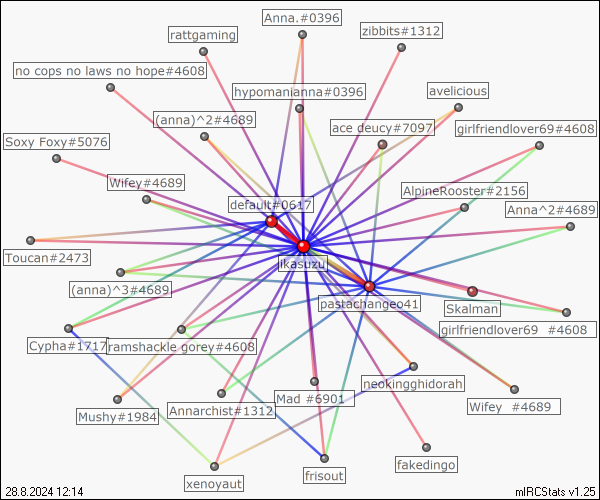 Anna.#0396
zibbits#1312
rattgaming
no cops no laws no hope#4608
hypomanianna#0396
avelicious
(anna)^2#4689
ace deucy#7097
girlfriendlover69#4608
Soxy Foxy#5076
Wifey#4689
AlpineRooster#2156
default#0617
Anna^2#4689
Toucan#2473
jikasuzu
(anna)^3#4689
pastachangeo41
Skalman
girlfriendlover69 #4608
Cypha#1717
ramshackle gorey#4608
neokingghidorah
Mad #6901
Wifey #4689
Mushy#1984
Annarchist#1312
fakedingo
frisout
xenoyaut
28.8.2024 12:14
mIRCStats v1.25